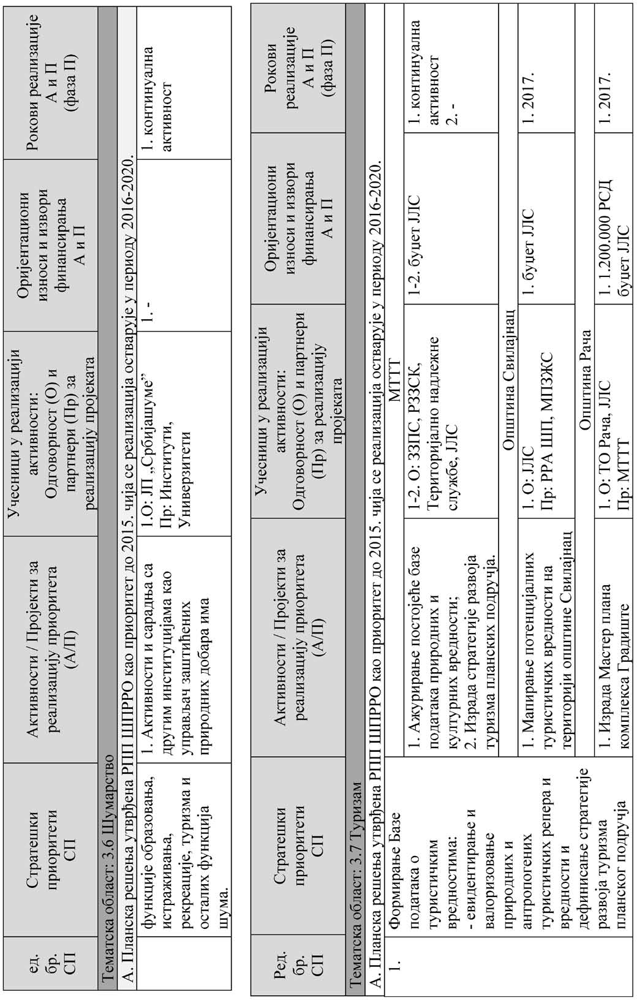 ед.
бр.
СП
Стратешки
приоритети
СП
Активности / Пројекти за
реализацију приоритета
(А/П)
Учесници у реализацији
активности:
Одговорност (О) и
партнери (Пр) за
реализацију пројеката
Оријентациони
износи и извори
финансирања
А и П
Рокови реализације
А и П
(фаза П)
Тематска област: 3.6 Шумарство
А. Планска решења утврђена РПП ШПРРО као приоритет до 2015. чија се реализација остварује у периоду 2016-2020.
функције образовања,
истраживања,
рекреације, туризма и
осталих функција
шума.
1. Активности и сарадња са
другим институцијама као
управљач заштићених
природних добара има
1.О: ЈП „Србијашуме”
Пр: Институти,
Универзитети
1. -
1. континуална
активност
Ред.
бр.
СП
Стратешки
приоритети
СП
Активности / Пројекти за
реализацију приоритета
(А/П)
Учесници у реализацији
активности:
Одговорност (О) и партнери
(Пр) за реализацију
пројеката
Оријентациони
износи и извори
финансирања
А и П
Рокови
реализације
А и П
(фаза П)
Тематска област: 3.7 Туризам
А. Планска решења утврђена РПП ШПРРО као приоритет до 2015. чија се реализација остварује у периоду 2016-2020.
1.
Формирање Базе
података о
туристичким
вредностима:
- евидентирање и
валоризовање
природних и
антропогених
туристичких репера и
вредности и
дефинисање стратегије
развоја туризма
планског подручја
МТТТ
1. Ажурирање постојеће базе
података природних и
културних вредности;
2. Израда стратегије развоја
туризма планских подручја.
1-2. О: ЗЗПС, РЗЗСК,
Територијално надлежне
службе, ЈЛС
1-2. буџет ЈЛС
1. континуална
активност
2. -
Општина Свилајнац
1. Мапирање потенцијалних
туристичких вредности на
територији општине Свилајнац
1. О: ЈЛС
Пр: РРА ШП, МПЗЖС
1. буџет ЈЛС
1. 2017.
Општина Рача
1. Израда Мастер плана
комплекса Градиште
1. О: ТО Рача, ЈЛС
Пр: МТТТ
1. 1.200.000 РСД
буџет ЈЛС
1. 2017.